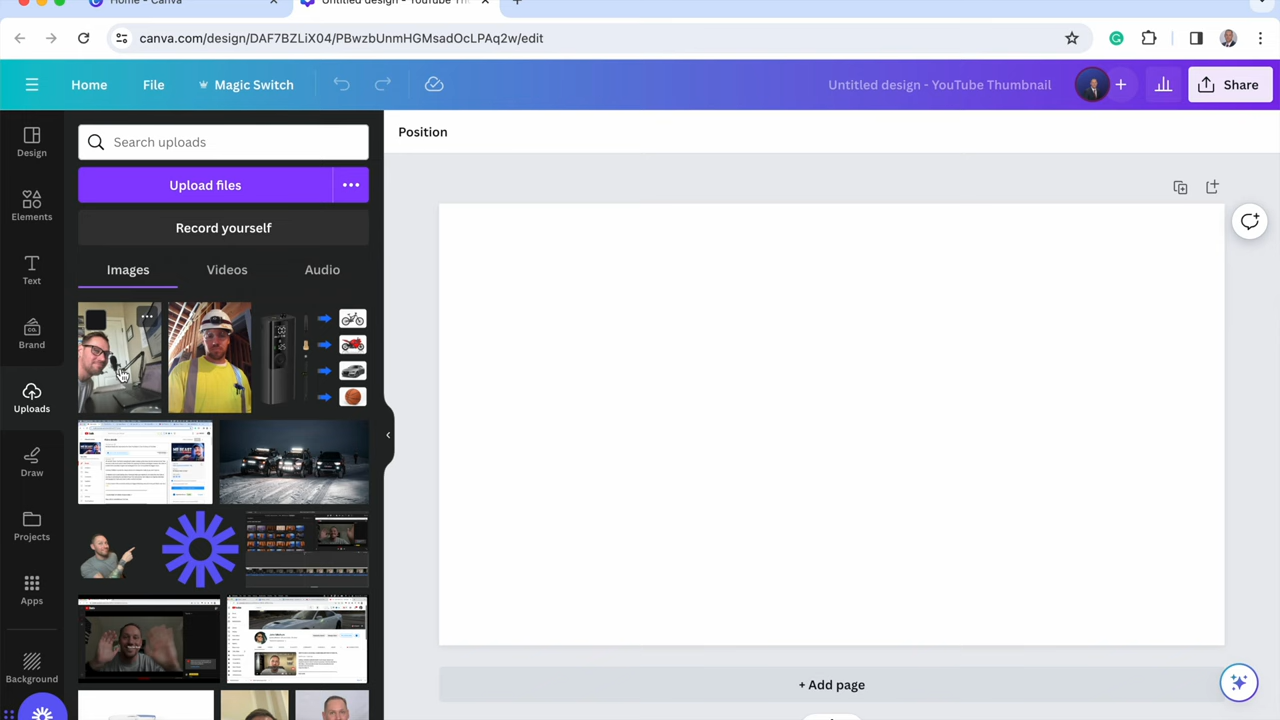 Home - Canva
Untitled design - YouTube Th
canva.com/design/DAF7BZLiX04/PBwzbUnmHGMsadOcLPAq2w/edit
Home
File
Magic Switch
Untitled design - YouTube Thumbnail
Share
Design
Elements
Text
Brand
Uploads
Draw
Projects
Apps
Background
Search uploads
Upload files
Record yourself
Images
Videos
Audio
Position
+ Add page